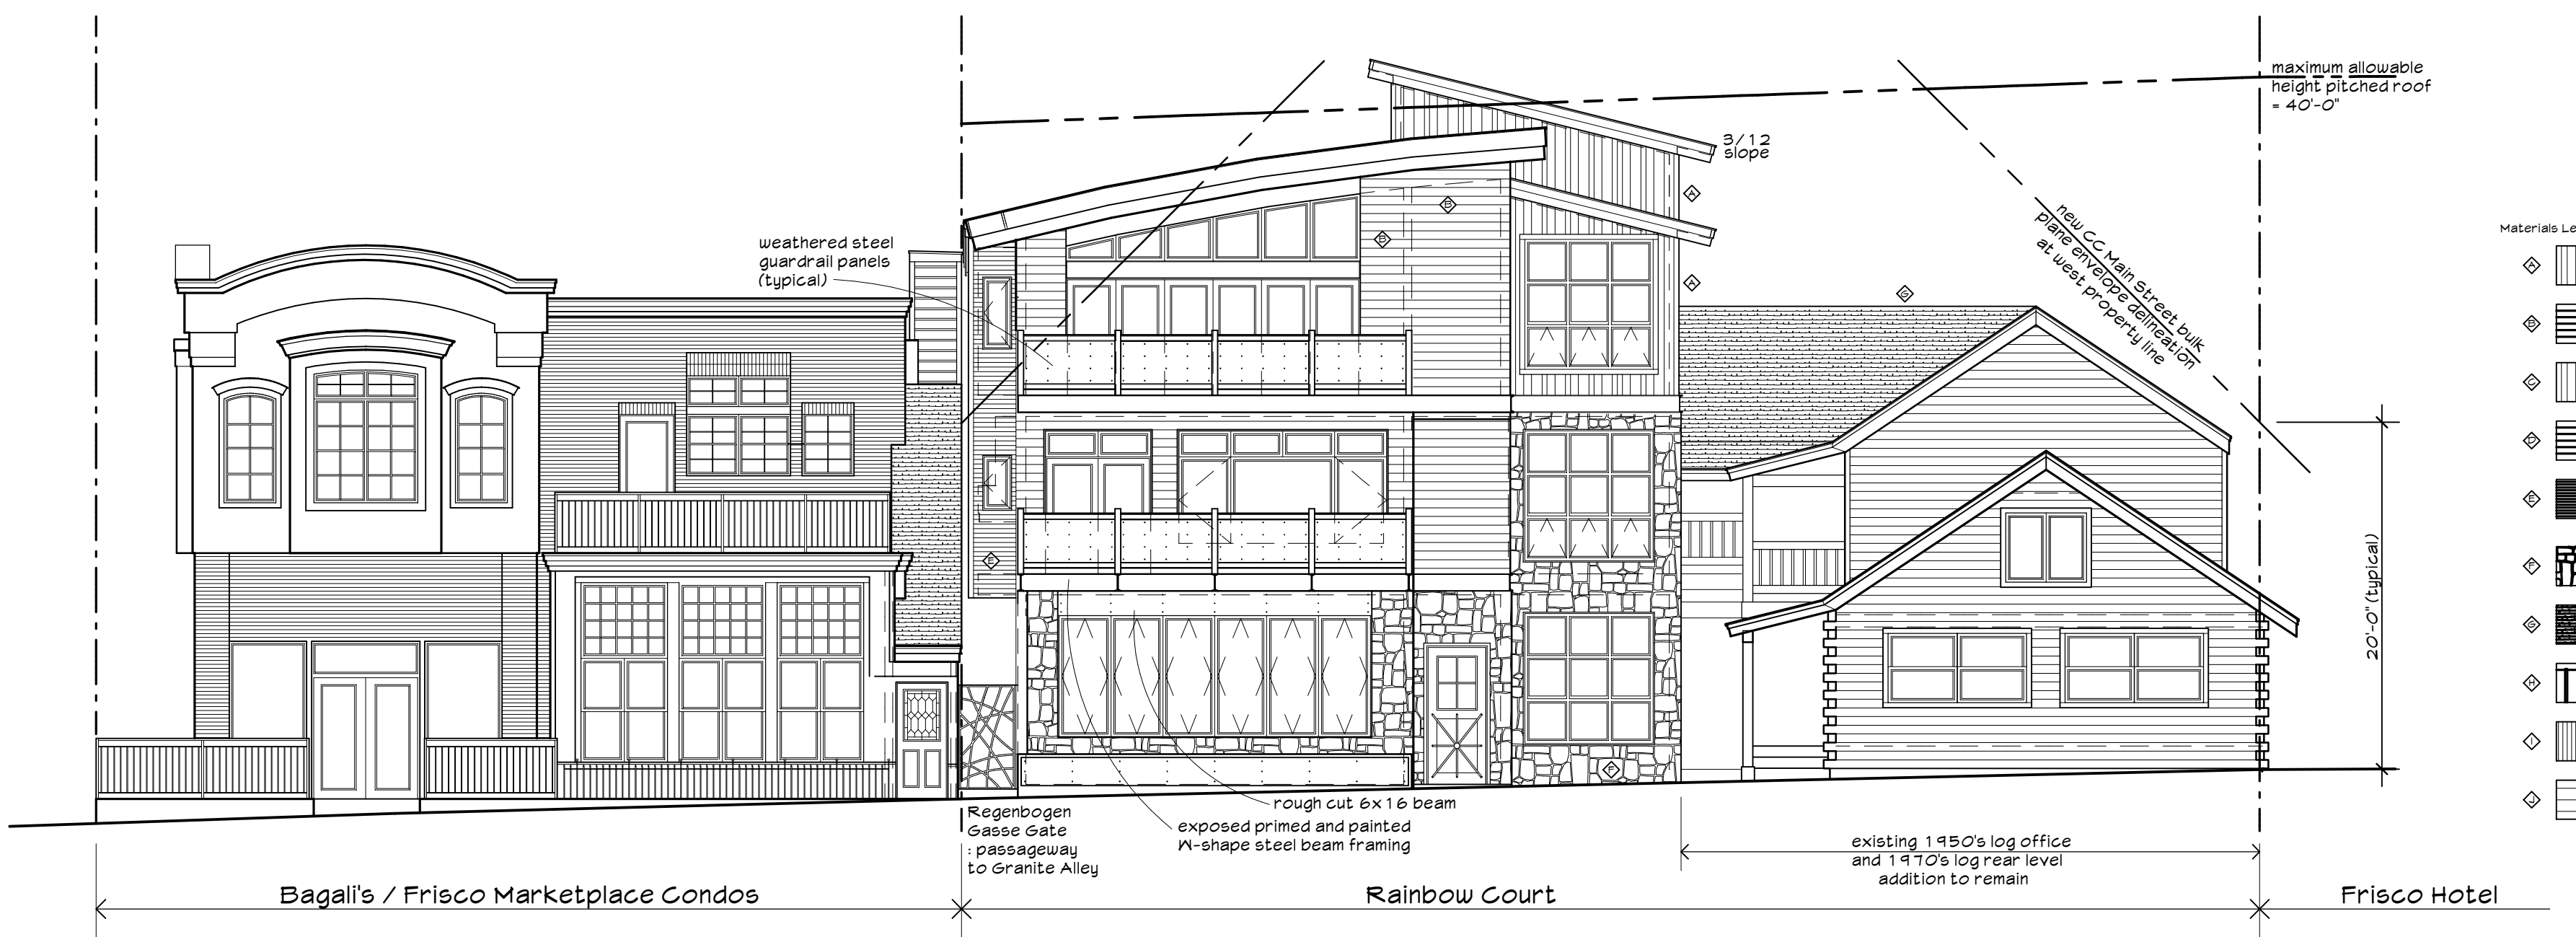 maximum allowable
height pitched roof
= 40'-0"
3/12
slope
A
B
B
weathered steel
guardrail panels
(typical)
new CC Main Street bulk
plane envelope delineation
at west property line
Materials Le
A
A
G
A
B
C
D
E
F
G
H
I
J
E
F
20'-0" (typical)
Regenbogen
Gasse Gate
: passageway
to Granite Alley
rough cut 6x16 beam
exposed primed and painted
W-shape steel beam framing
existing 1950's log office
and 1970's log rear level
addition to remain
Bagali's / Frisco Marketplace Condos
Rainbow Court
Frisco Hotel